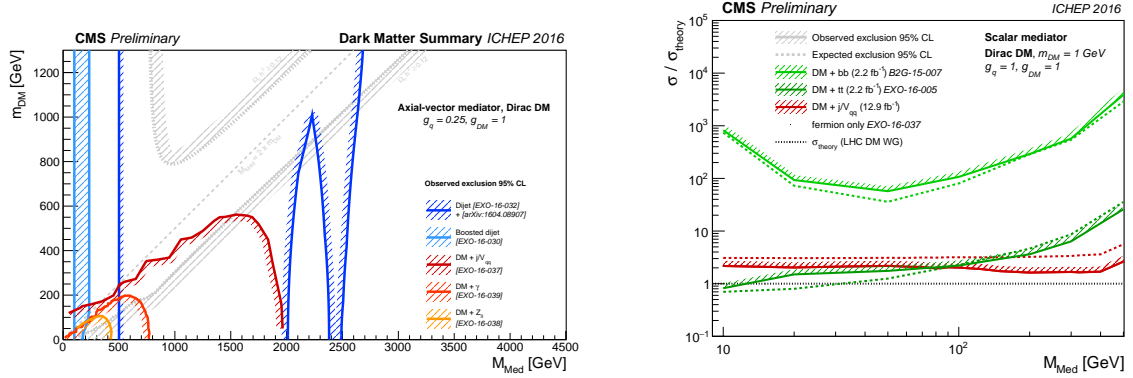 CMS Preliminary
Dark Matter Summary ICHEP 2016
m_DM [GeV]
1200
1000
800
600
400
200
0
Axial-vector mediator, Dirac DM
g_q = 0.25, g_DM = 1
M_Med = 2 x m_DM
Observed exclusion 95% CL
Dijet [EXO-16-032]
+ [arXiv:1604.08907]
Boosted dijet
[EXO-16-030]
DM + j/V_qq
[EXO-16-037]
DM + γ
[EXO-16-039]
DM + Z_ll
[EXO-16-038]
0 500 1000 1500 2000 2500 3000 3500 4000 4500
M_Med [GeV]
CMS Preliminary
ICHEP 2016
σ / σ_theory
10^5
10^4
10^3
10^2
10
1
10^−1
Observed exclusion 95% CL
Expected exclusion 95% CL
DM + bb (2.2 fb^-1) B2G-15-007
DM + tt (2.2 fb^-1) EXO-16-005
DM + j/V_qq (12.9 fb^-1)
fermion only EXO-16-037
σ_theory (LHC DM WG)
Scalar mediator
Dirac DM, m_DM = 1 GeV
g_q = 1, g_DM = 1
10 10^2
M_Med [GeV]